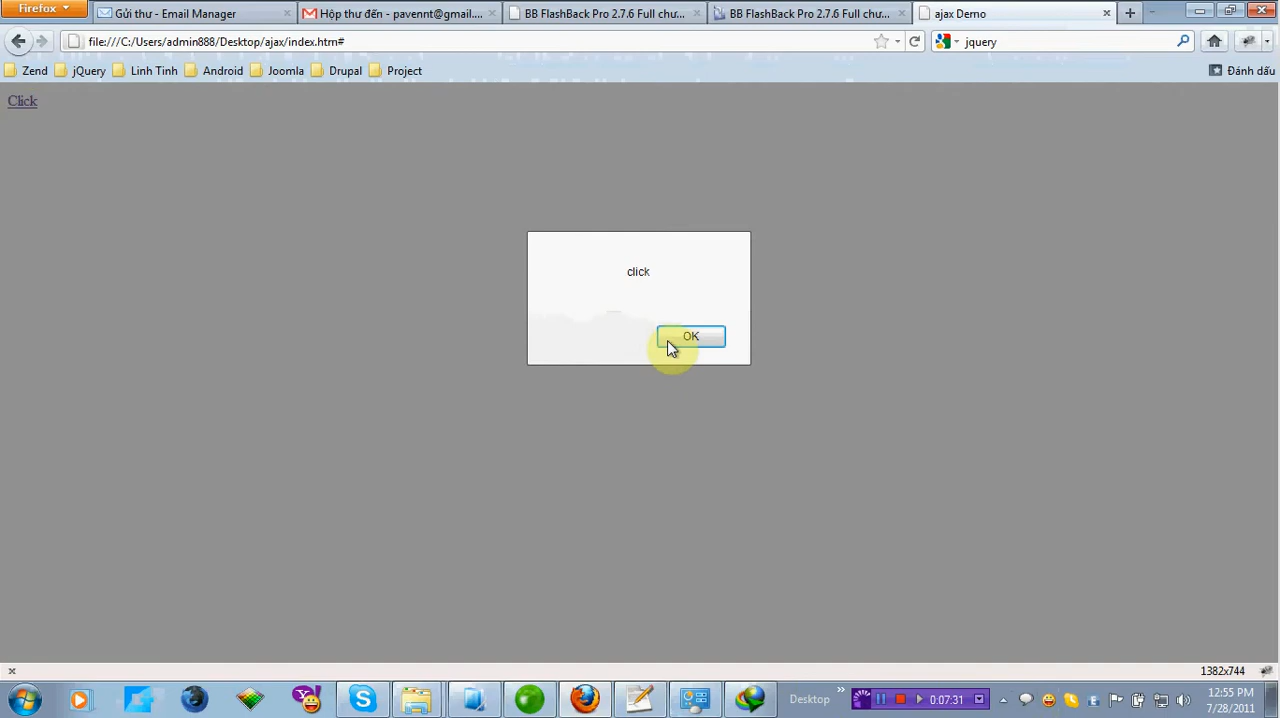 Firefox
Gửi thư - Email Manager
Hộp thư đến - pavennt@gmail....
BB FlashBack Pro 2.7.6 Full chư...
BB FlashBack Pro 2.7.6 Full chư...
ajax Demo
file:///C:/Users/admin888/Desktop/ajax/index.htm#
jquery
Zend
jQuery
Linh Tinh
Android
Joomla
Drupal
Project
Đánh dấu
Click
click
OK
1382x744
Desktop
0:07:31
12:55 PM
7/28/2011